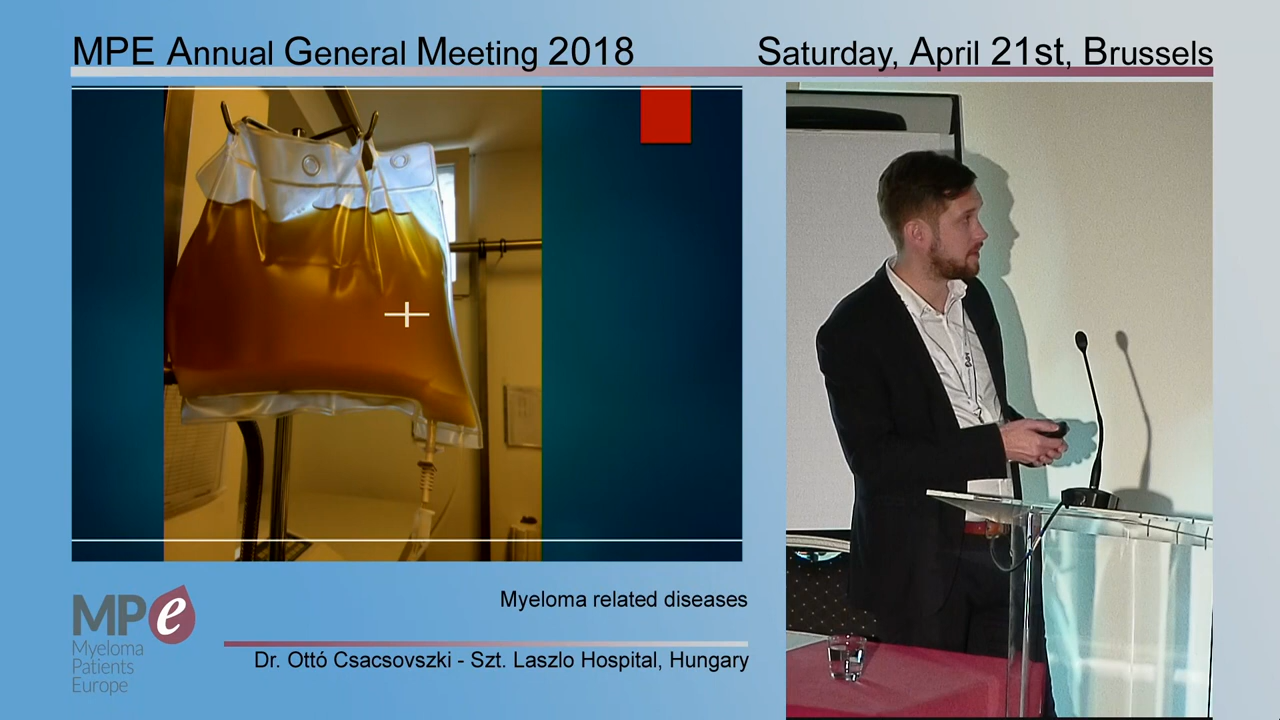 MPE Annual General Meeting 2018
Saturday, April 21st, Brussels
Myeloma related diseases
Dr. Ottó Csacsovszki - Szt. Laszlo Hospital, Hungary
MPe
Myeloma
Patients
Europe